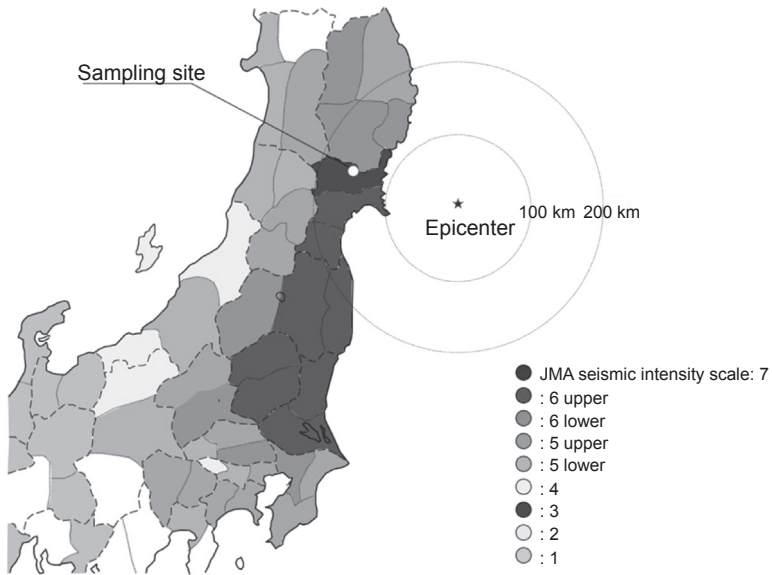 Sampling site
Epicenter
100 km
200 km
JMA seismic intensity scale: 7
: 6 upper
: 6 lower
: 5 upper
: 5 lower
: 4
: 3
: 2
: 1